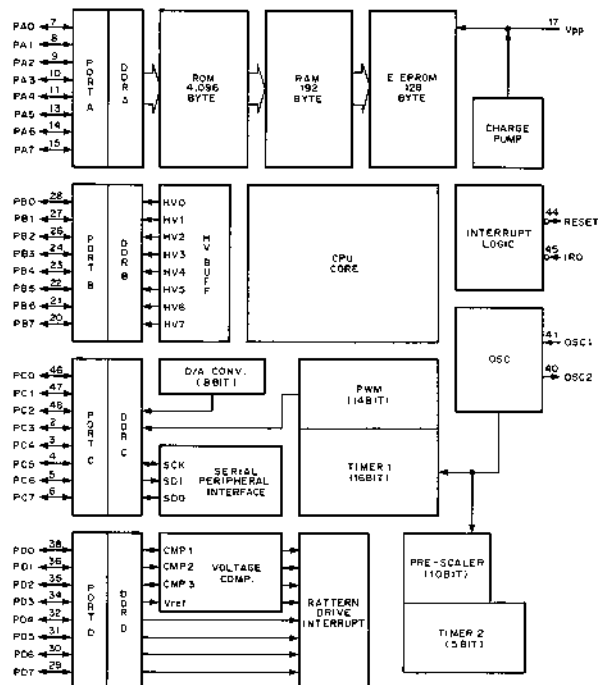 PA0 7
PA1 8
PA2 9
PA3 10
PA4 11
PA5 13
PA6 14
PA7 15
PORT A
DDR A
ROM
4,096
BYTE
RAM
192
BYTE
E EPROM
128
BYTE
17 Vpp
CHARGE
PUMP
PB0 28
PB1 27
PB2 26
PB3 24
PB4 23
PB5 22
PB6 21
PB7 20
PORT B
DDR B
HV0
HV1
HV2
HV3
HV4
HV5
HV6
HV7
HV BUFF
CPU
CORE
INTERRUPT
LOGIC
44 RESET
45 IRQ
OSC
41 OSC1
40 OSC2
PC0 46
PC1 47
PC2 48
PC3 2
PC4 3
PC5 4
PC6 5
PC7 6
PORT C
DDR C
D/A CONV.
(8BIT)
SCK
SDI
SDO
SERIAL
PERIPHERAL
INTERFACE
PWM
(14BIT)
TIMER 1
(16BIT)
PD0 38
PD1 36
PD2 35
PD3 34
PD4 32
PD5 31
PD6 30
PD7 29
PORT D
DDR D
CMP1
CMP2
CMP3
Vref
VOLTAGE
COMP.
RATTERN
DRIVE
INTERRUPT
PRE-SCALER
(10BIT)
TIMER 2
(5BIT)